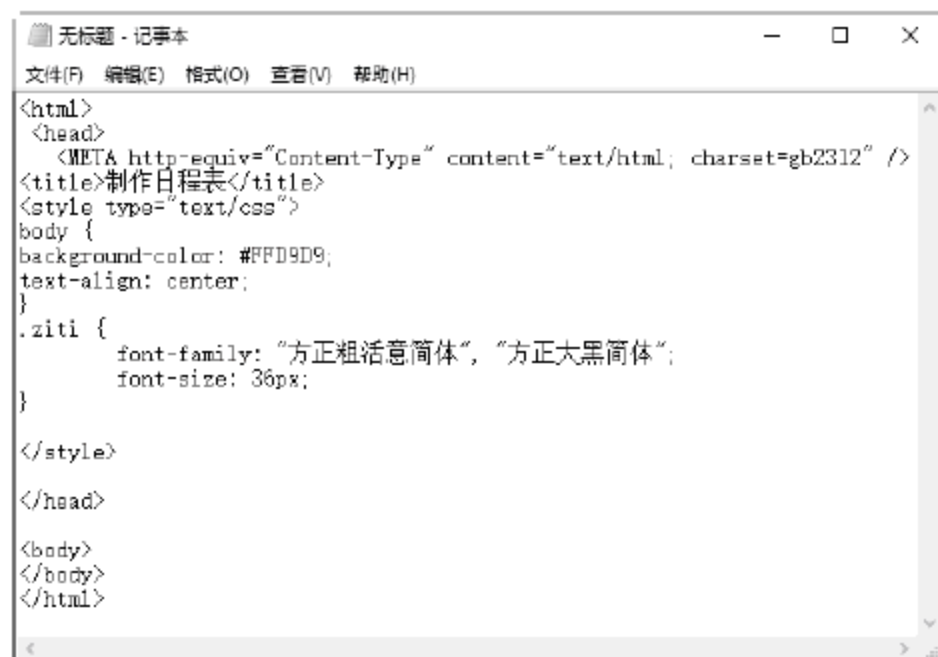 无标题 - 记事本
文件(F) 编辑(E) 格式(O) 查看(V) 帮助(H)
<html>
<head>
<META http-equiv="Content-Type" content="text/html; charset=gb2312" />
<title>制作日程表</title>
<style type="text/css">
body {
background-color: #FFD9D9;
text-align: center;
}
.ziti {
font-family: "方正粗活意简体", "方正大黑简体";
font-size: 36px;
}
</style>
</head>
<body>
</body>
</html>